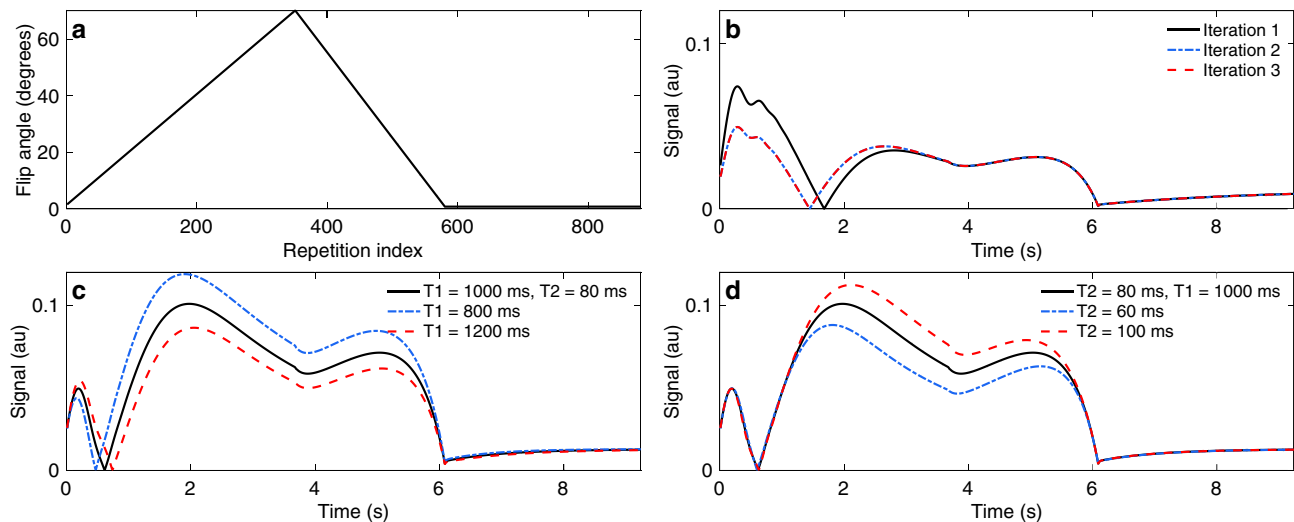 a
Flip angle (degrees)
60
40
20
0
0 200 400 600 800
Repetition index
b
Signal (au)
0.1
0
Iteration 1
Iteration 2
Iteration 3
0 2 4 6 8
Time (s)
c
Signal (au)
0.1
0
T1 = 1000 ms, T2 = 80 ms
T1 = 800 ms
T1 = 1200 ms
0 2 4 6 8
Time (s)
d
Signal (au)
0.1
0
T2 = 80 ms, T1 = 1000 ms
T2 = 60 ms
T2 = 100 ms
0 2 4 6 8
Time (s)